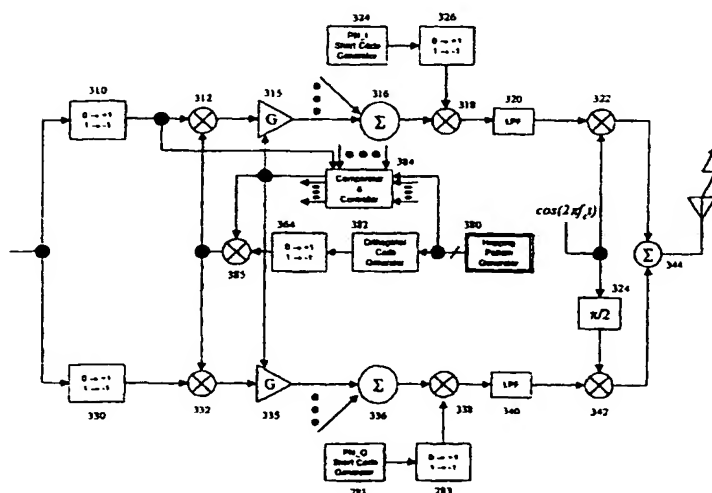 324
326
PN_I
Short Code
Generator
0 → +1
1 → -1
310
312
315
316
318
320
322
0 → +1
1 → -1
G
Σ
LPF
384
Comparator
&
Controller
cos(2πf_c t)
364
382
380
0 → +1
1 → -1
Orthogonal
Code
Generator
Hopping
Pattern
Generator
385
Σ
344
324
π/2
0 → +1
1 → -1
G
Σ
LPF
330
332
335
336
338
340
342
PN_Q
Short Code
Generator
0 → +1
1 → -1
281
283